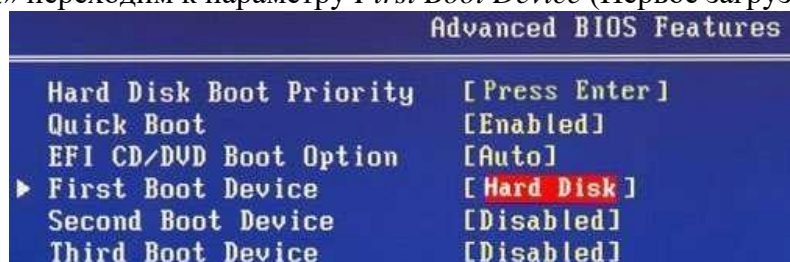 » переходим к параметру First Boot Device (Первое загруз
Advanced BIOS Features
Hard Disk Boot Priority [Press Enter]
Quick Boot [Enabled]
EFI CD/DVD Boot Option [Auto]
First Boot Device [Hard Disk]
Second Boot Device [Disabled]
Third Boot Device [Disabled]